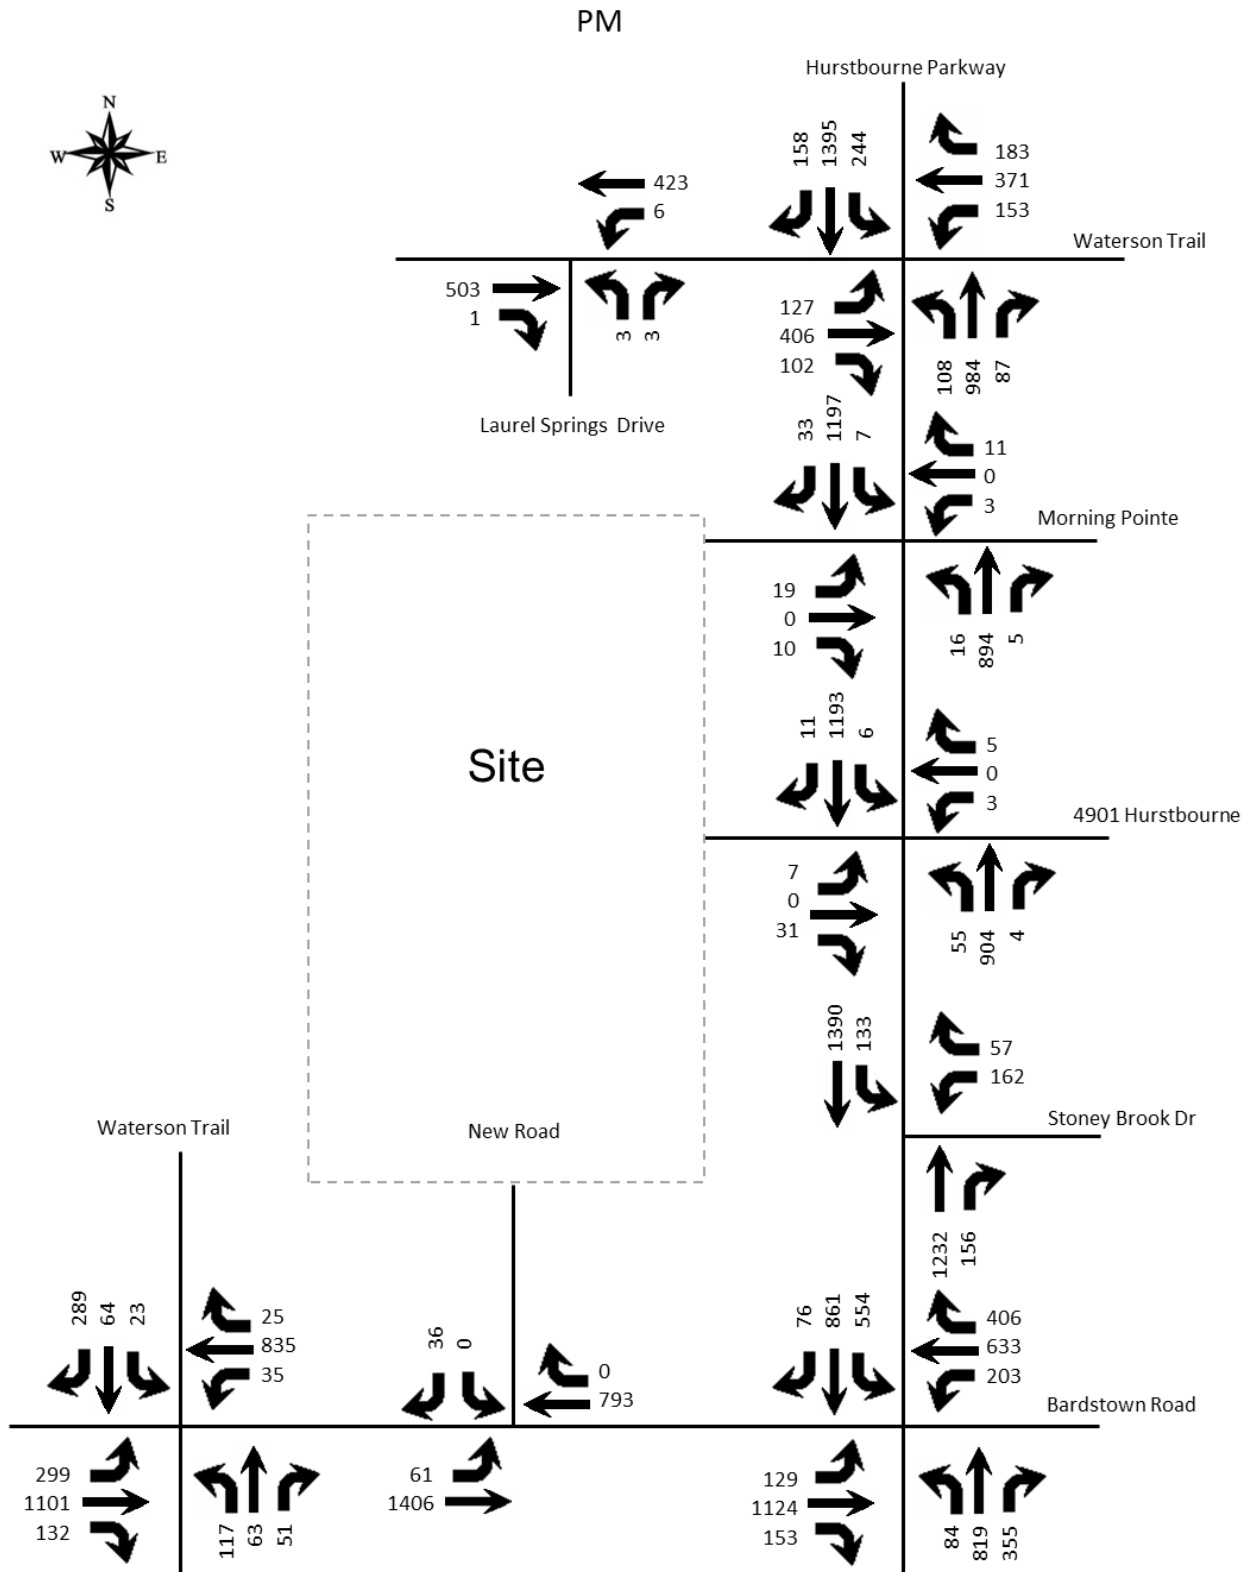 PM
Hurstbourne Parkway
N
W E
S
158 1395 244
183
371
153
423
6
Waterson Trail
503
1
3 3
127
406
102
108 984 87
Laurel Springs Drive
33 1197 7
11
0
3
Morning Pointe
19
0
10
16 894 5
Site
11 1193 6
5
0
3
4901 Hurstbourne
7
0
31
55 904 4
1390 133
57
162
Stoney Brook Dr
Waterson Trail
New Road
1232 156
289 64 23
25
835
35
36 0
0
793
76 861 554
406
633
203
Bardstown Road
299
1101
132
117 63 51
61
1406
129
1124
153
84 819 355